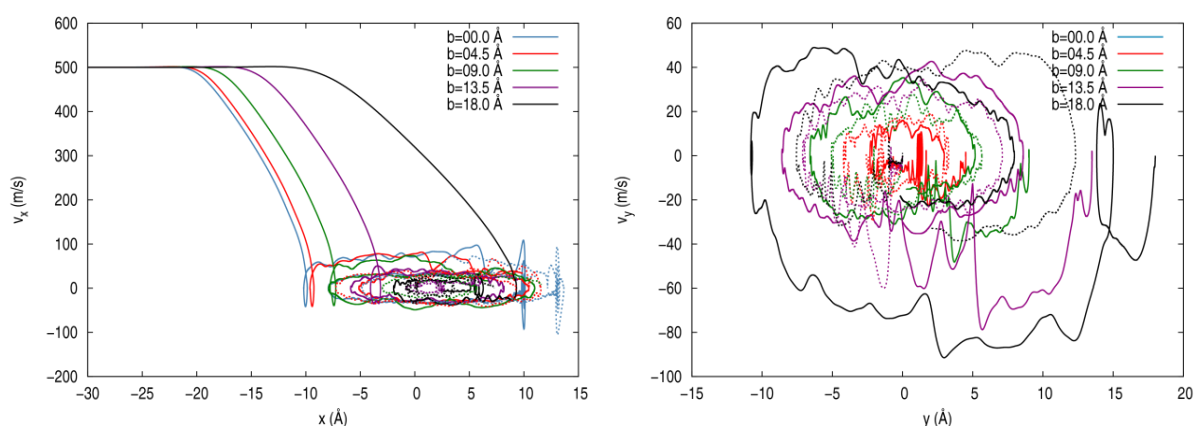 600
500
400
300
200
100
0
−100
−200
−30 −25 −20 −15 −10 −5 0 5 10 15
v_x (m/s)
x (Å)
b=00.0 Å
b=04.5 Å
b=09.0 Å
b=13.5 Å
b=18.0 Å
60
40
20
0
−20
−40
−60
−80
−100
−15 −10 −5 0 5 10 15 20
v_y (m/s)
y (Å)
b=00.0 Å
b=04.5 Å
b=09.0 Å
b=13.5 Å
b=18.0 Å